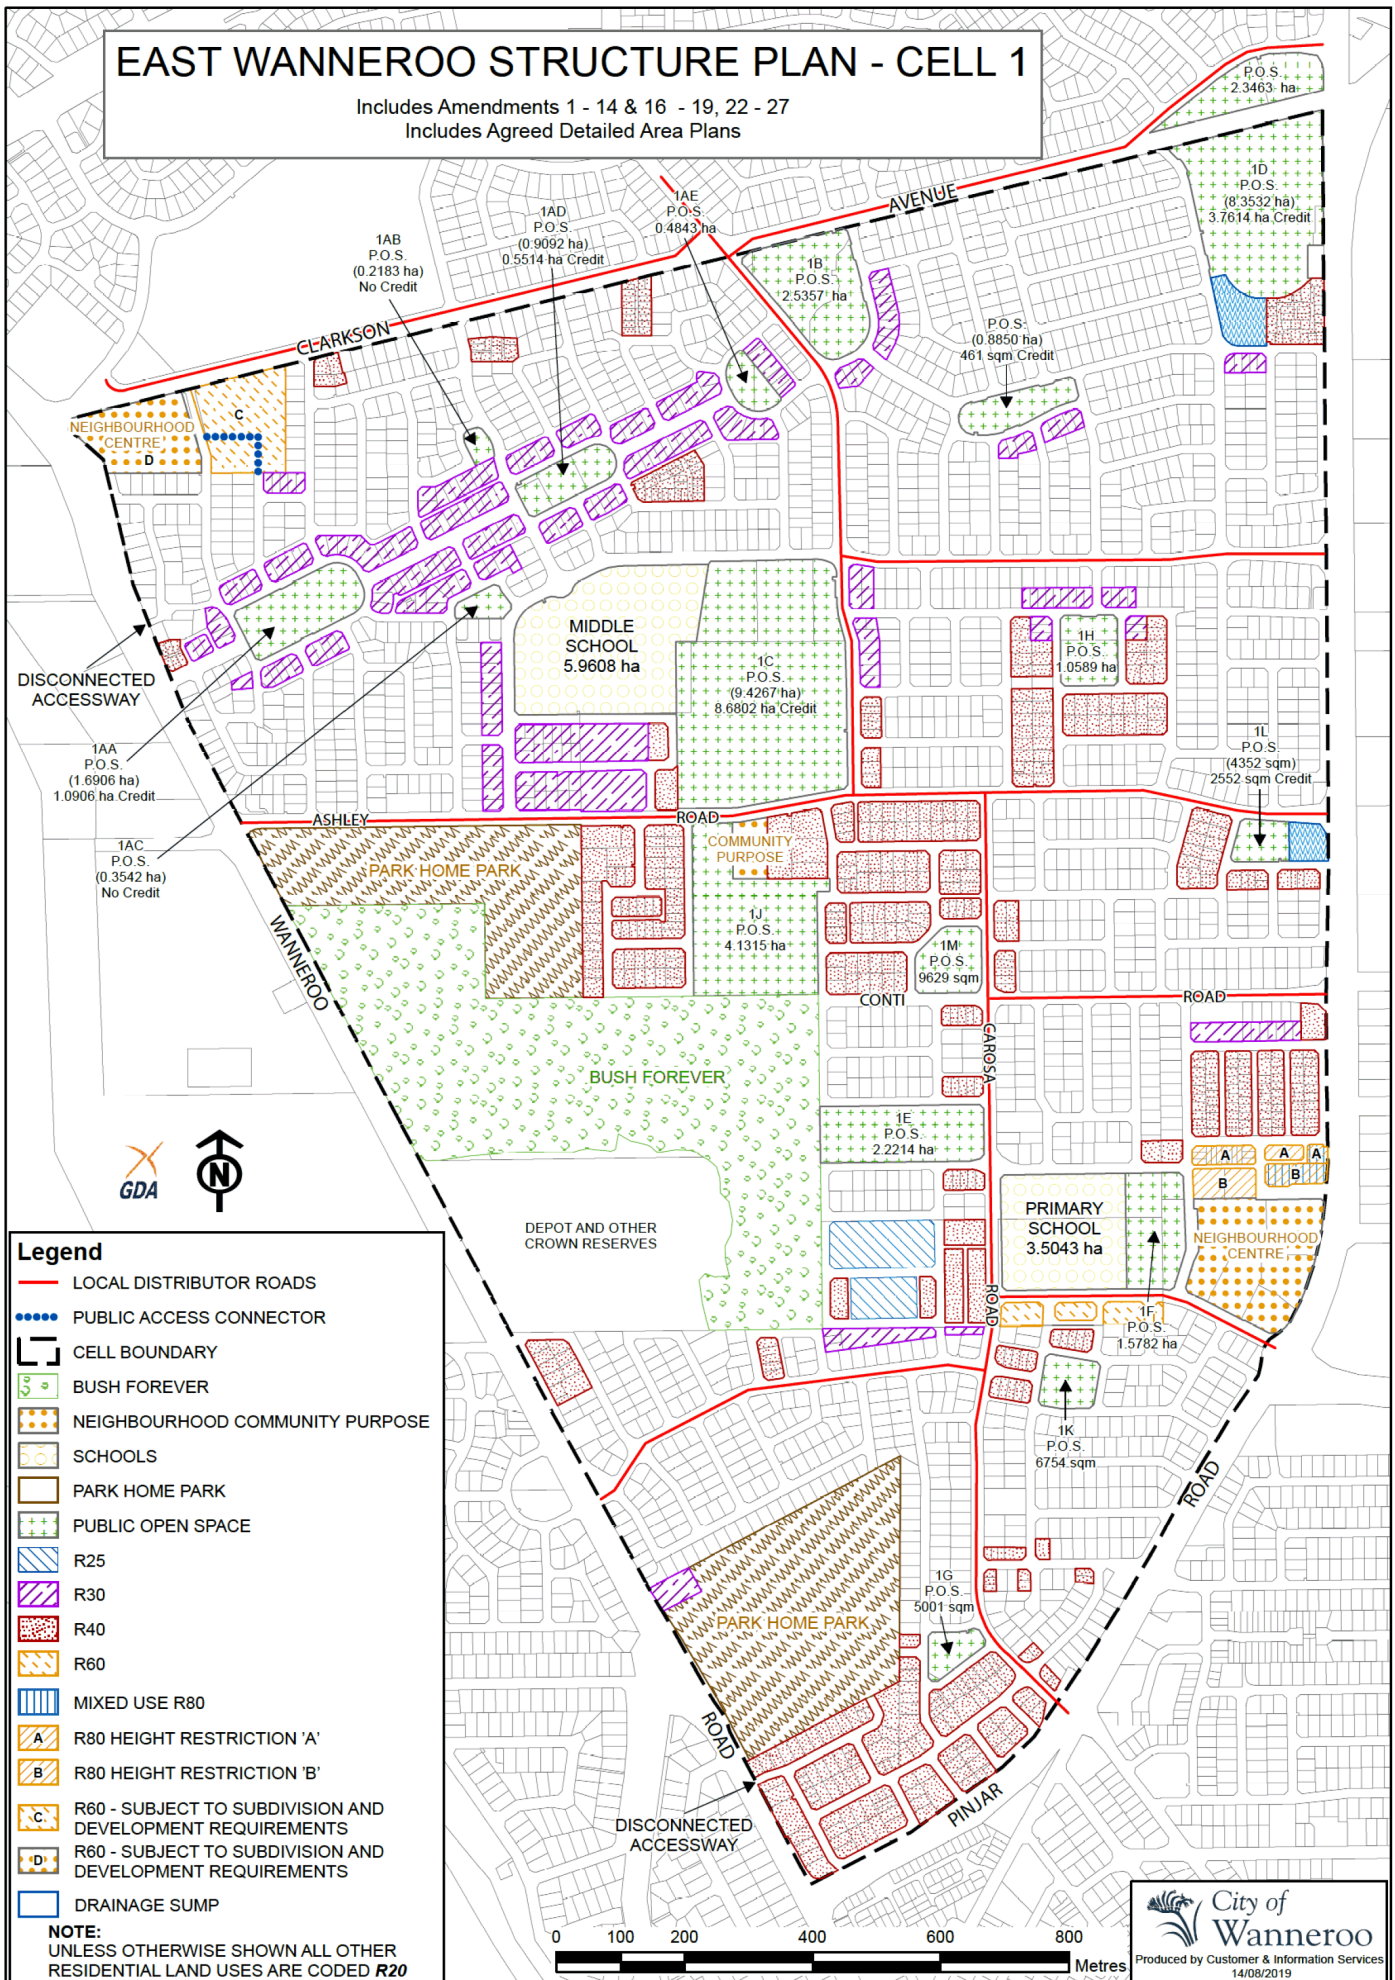 EAST WANNEROO STRUCTURE PLAN - CELL 1
Includes Amendments 1 - 14 & 16 - 19, 22 - 27
Includes Agreed Detailed Area Plans
P.O.S.
2.3463 ha
1D
P.O.S.
(8.3532 ha)
3.7614 ha Credit
AVENUE
1AE
P.O.S.
0.4843 ha
1AD
P.O.S.
(0.9092 ha)
0.5514 ha Credit
1AB
P.O.S.
(0.2183 ha)
No Credit
1B
P.O.S.
2.5357 ha
CLARKSON
P.O.S.
(0.8850 ha)
461 sqm Credit
C
NEIGHBOURHOOD
CENTRE
D
MIDDLE
SCHOOL
5.9608 ha
1C
P.O.S.
(9.4267 ha)
8.6802 ha Credit
1H
P.O.S.
1.0589 ha
DISCONNECTED
ACCESSWAY
1AA
P.O.S.
(1.6906 ha)
1.0906 ha Credit
1L
P.O.S.
(4352 sqm)
2552 sqm Credit
ASHLEY
ROAD
1AC
P.O.S.
(0.3542 ha)
No Credit
PARK HOME PARK
COMMUNITY
PURPOSE
1J
P.O.S.
4.1315 ha
1M
P.O.S.
9629 sqm
WANNEROO
CONTI
ROAD
CAROSA
BUSH FOREVER
1E
P.O.S.
2.2214 ha
A
A
A
B
B
GDA
N
DEPOT AND OTHER
CROWN RESERVES
PRIMARY
SCHOOL
3.5043 ha
NEIGHBOURHOOD
CENTRE
ROAD
1F
P.O.S.
1.5782 ha
1K
P.O.S.
6754 sqm
ROAD
1G
P.O.S.
5001 sqm
PARK HOME PARK
ROAD
DISCONNECTED
ACCESSWAY
PINJAR
Legend
LOCAL DISTRIBUTOR ROADS
PUBLIC ACCESS CONNECTOR
CELL BOUNDARY
BUSH FOREVER
NEIGHBOURHOOD COMMUNITY PURPOSE
SCHOOLS
PARK HOME PARK
PUBLIC OPEN SPACE
R25
R30
R40
R60
MIXED USE R80
A R80 HEIGHT RESTRICTION 'A'
B R80 HEIGHT RESTRICTION 'B'
C R60 - SUBJECT TO SUBDIVISION AND
DEVELOPMENT REQUIREMENTS
D R60 - SUBJECT TO SUBDIVISION AND
DEVELOPMENT REQUIREMENTS
DRAINAGE SUMP
NOTE:
UNLESS OTHERWISE SHOWN ALL OTHER
RESIDENTIAL LAND USES ARE CODED R20
0 100 200 400 600 800
Metres
City of
Wanneroo
Produced by Customer & Information Services
14/08/2019